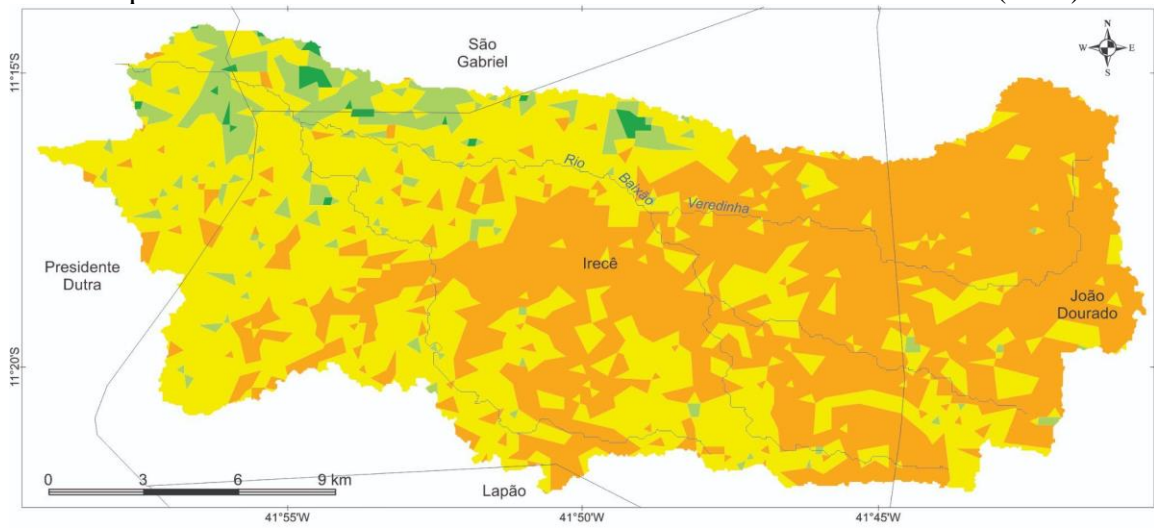 São
Gabriel
N
W E
S
11°15'S
Rio
Baixão
Veredinha
Presidente
Dutra
Irecê
João
Dourado
11°20'S
0 3 6 9 km
Lapão
41°55'W 41°50'W 41°45'W